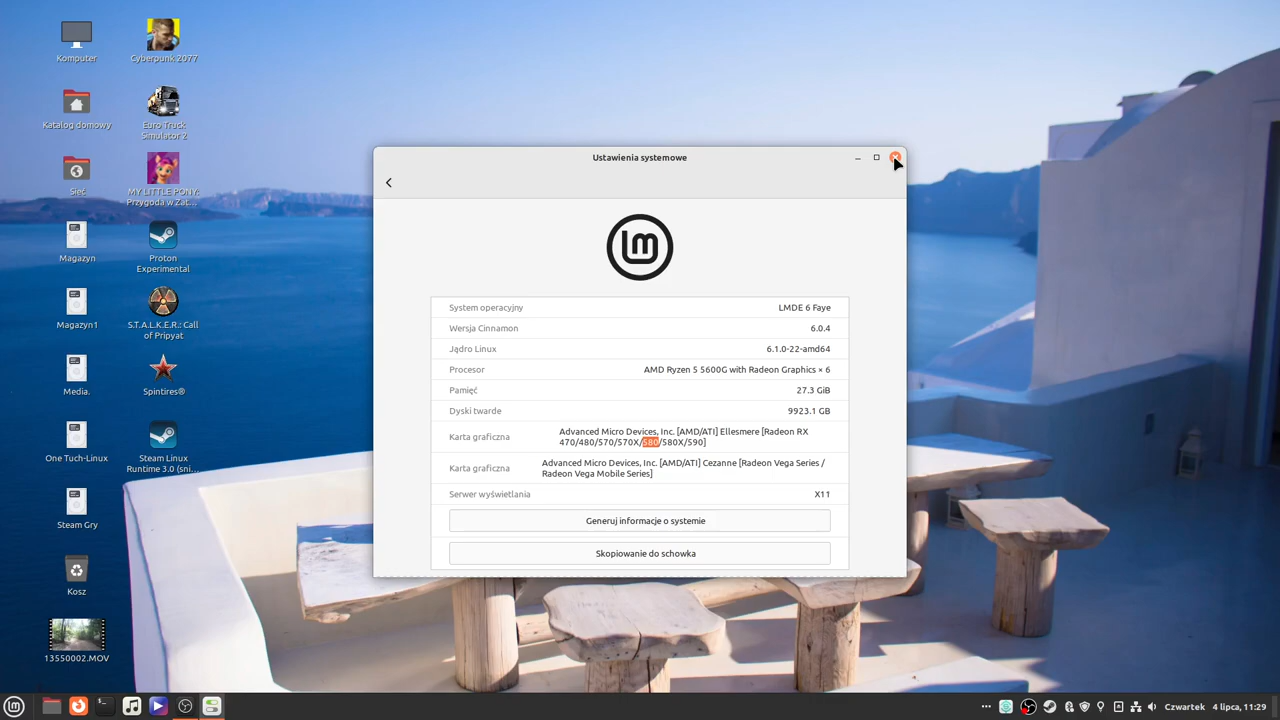 Komputer
Cyberpunk 2077
Katalog domowy
Euro Truck
Simulator 2
Sieć
MY LITTLE PONY:
Przygoda w Zat...
Magazyn
Proton
Experimental
Magazyn1
S.T.A.L.K.E.R.: Call
of Pripyat
Media.
Spintires®
One Tuch-Linux
Steam Linux
Runtime 3.0 (sni...
Steam Gry
Kosz
13550002.MOV
Ustawienia systemowe
System operacyjny LMDE 6 Faye
Wersja Cinnamon 6.0.4
Jądro Linux 6.1.0-22-amd64
Procesor AMD Ryzen 5 5600G with Radeon Graphics × 6
Pamięć 27.3 GiB
Dyski twarde 9923.1 GB
Karta graficzna Advanced Micro Devices, Inc. [AMD/ATI] Ellesmere [Radeon RX
470/480/570/570X/580/580X/590]
Karta graficzna Advanced Micro Devices, Inc. [AMD/ATI] Cezanne [Radeon Vega Series /
Radeon Vega Mobile Series]
Serwer wyświetlania X11
Generuj informacje o systemie
Skopiowanie do schowka
Czwartek 4 lipca, 11:29